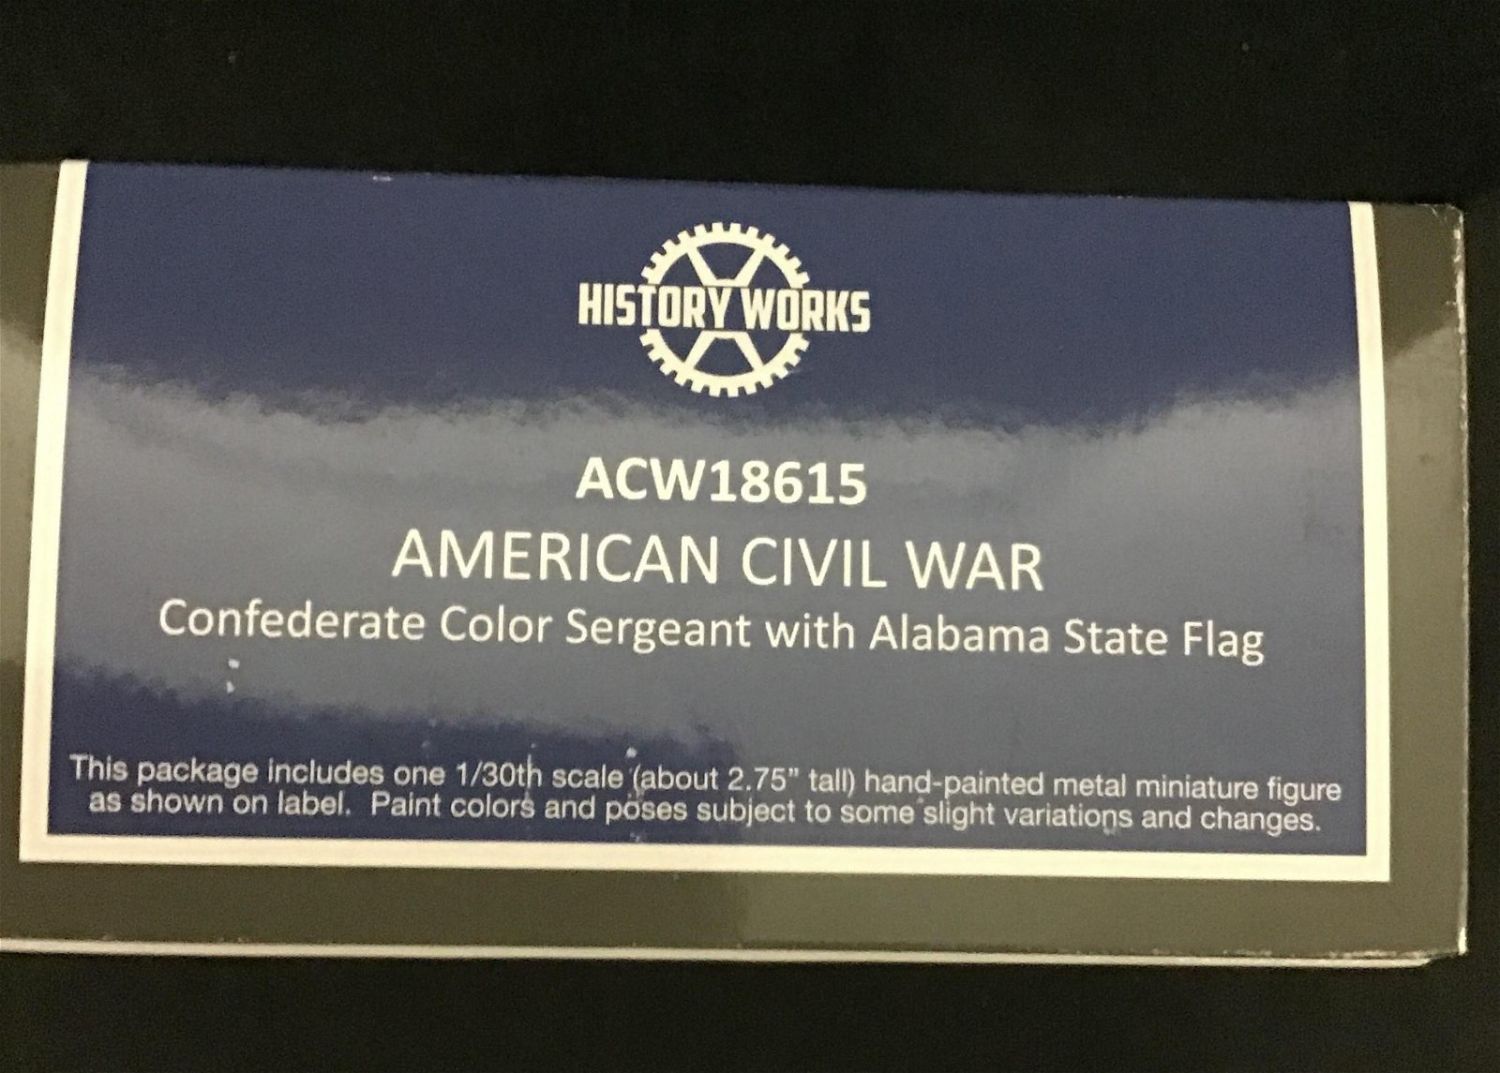 HISTORY WORKS
ACW18615
AMERICAN CIVIL WAR
Confederate Color Sergeant with Alabama State Flag
This package includes one 1/30th scale (about 2.75" tall) hand-painted metal miniature figure
as shown on label. Paint colors and poses subject to some slight variations and changes.